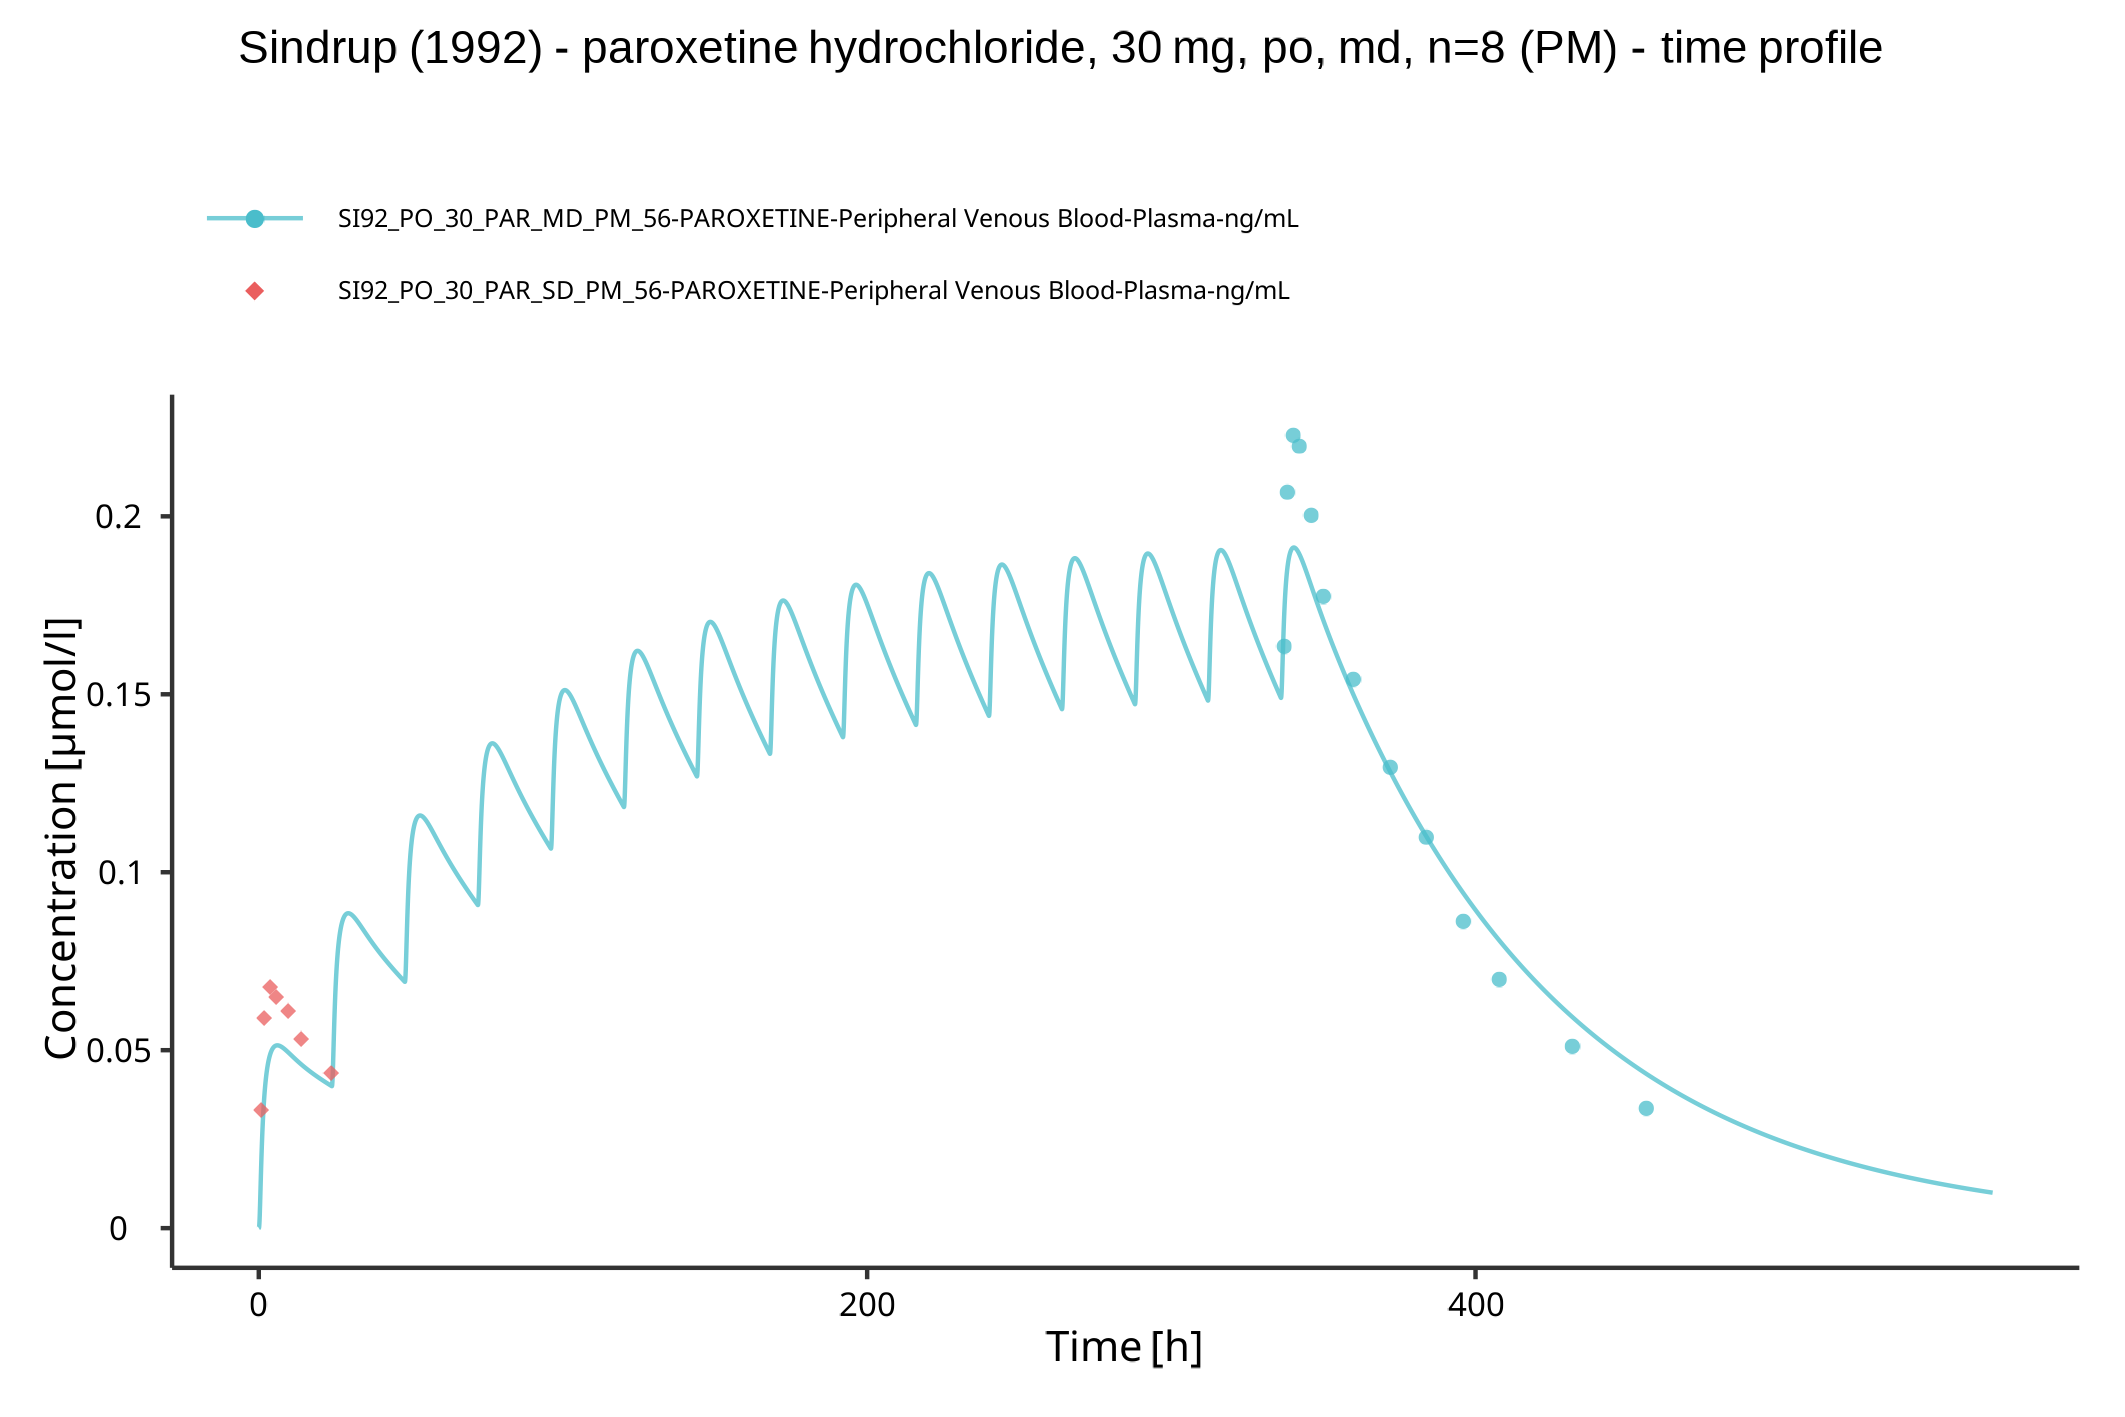 Sindrup (1992) - paroxetine hydrochloride, 30 mg, po, md, n=8 (PM) - time profile
SI92_PO_30_PAR_MD_PM_56-PAROXETINE-Peripheral Venous Blood-Plasma-ng/mL
SI92_PO_30_PAR_SD_PM_56-PAROXETINE-Peripheral Venous Blood-Plasma-ng/mL
Concentration [µmol/l]
0.2
0.15
0.1
0.05
0
0 200 400
Time [h]